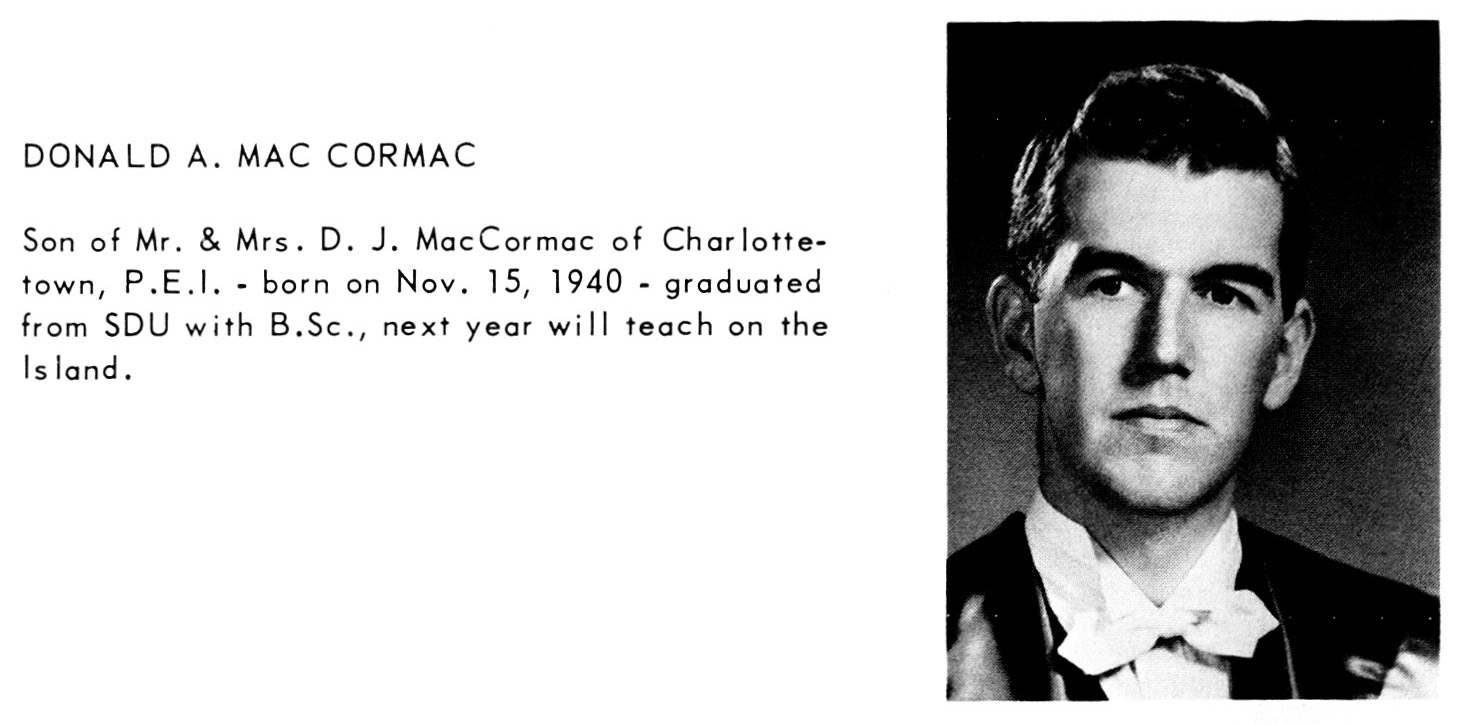 DONALD A. MAC CORMAC
Son of Mr. & Mrs. D. J. MacCormac of Charlotte-
town, P.E.I. - born on Nov. 15, 1940 - graduated
from SDU with B.Sc., next year will teach on the
Island.